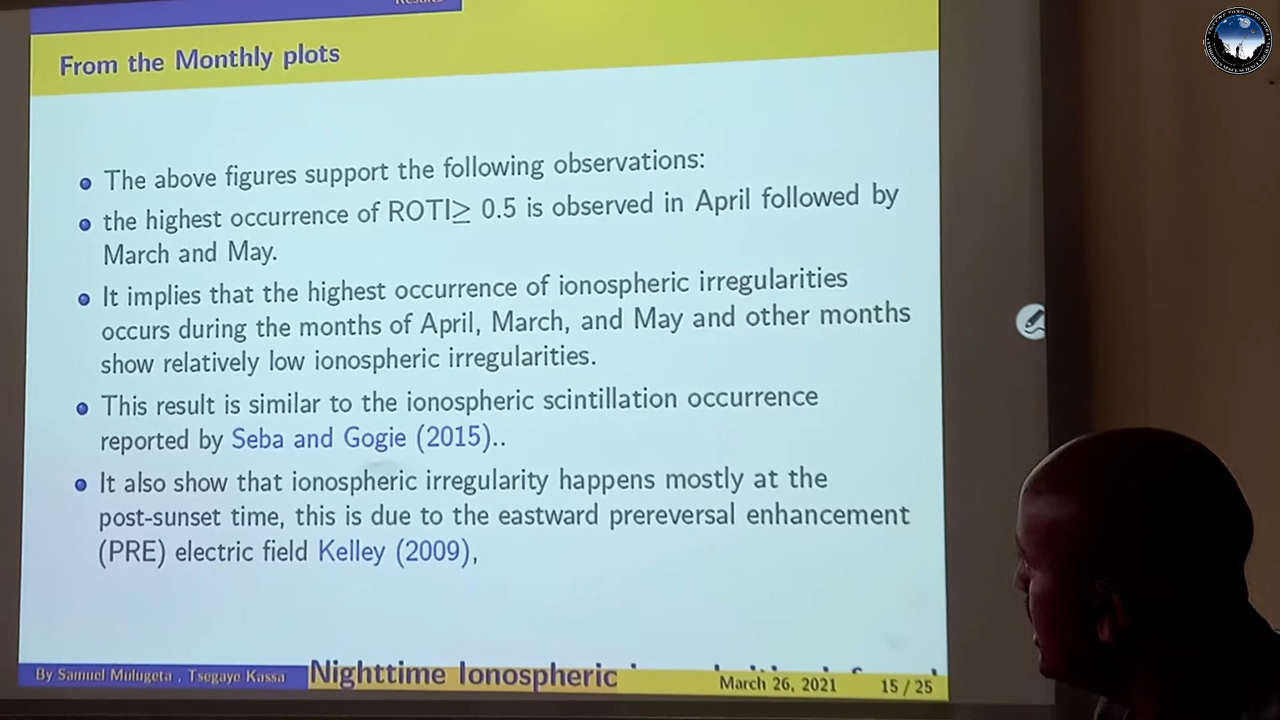 Results
From the Monthly plots
The above figures support the following observations:
the highest occurrence of ROTI≥ 0.5 is observed in April followed by
March and May.
It implies that the highest occurrence of ionospheric irregularities
occurs during the months of April, March, and May and other months
show relatively low ionospheric irregularities.
This result is similar to the ionospheric scintillation occurrence
reported by Seba and Gogie (2015)..
It also show that ionospheric irregularity happens mostly at the
post-sunset time, this is due to the eastward prereversal enhancement
(PRE) electric field Kelley (2009),
By Samuel Mulugeta , Tsegaye Kassa
Nighttime Ionospheric
March 26, 2021
15 / 25